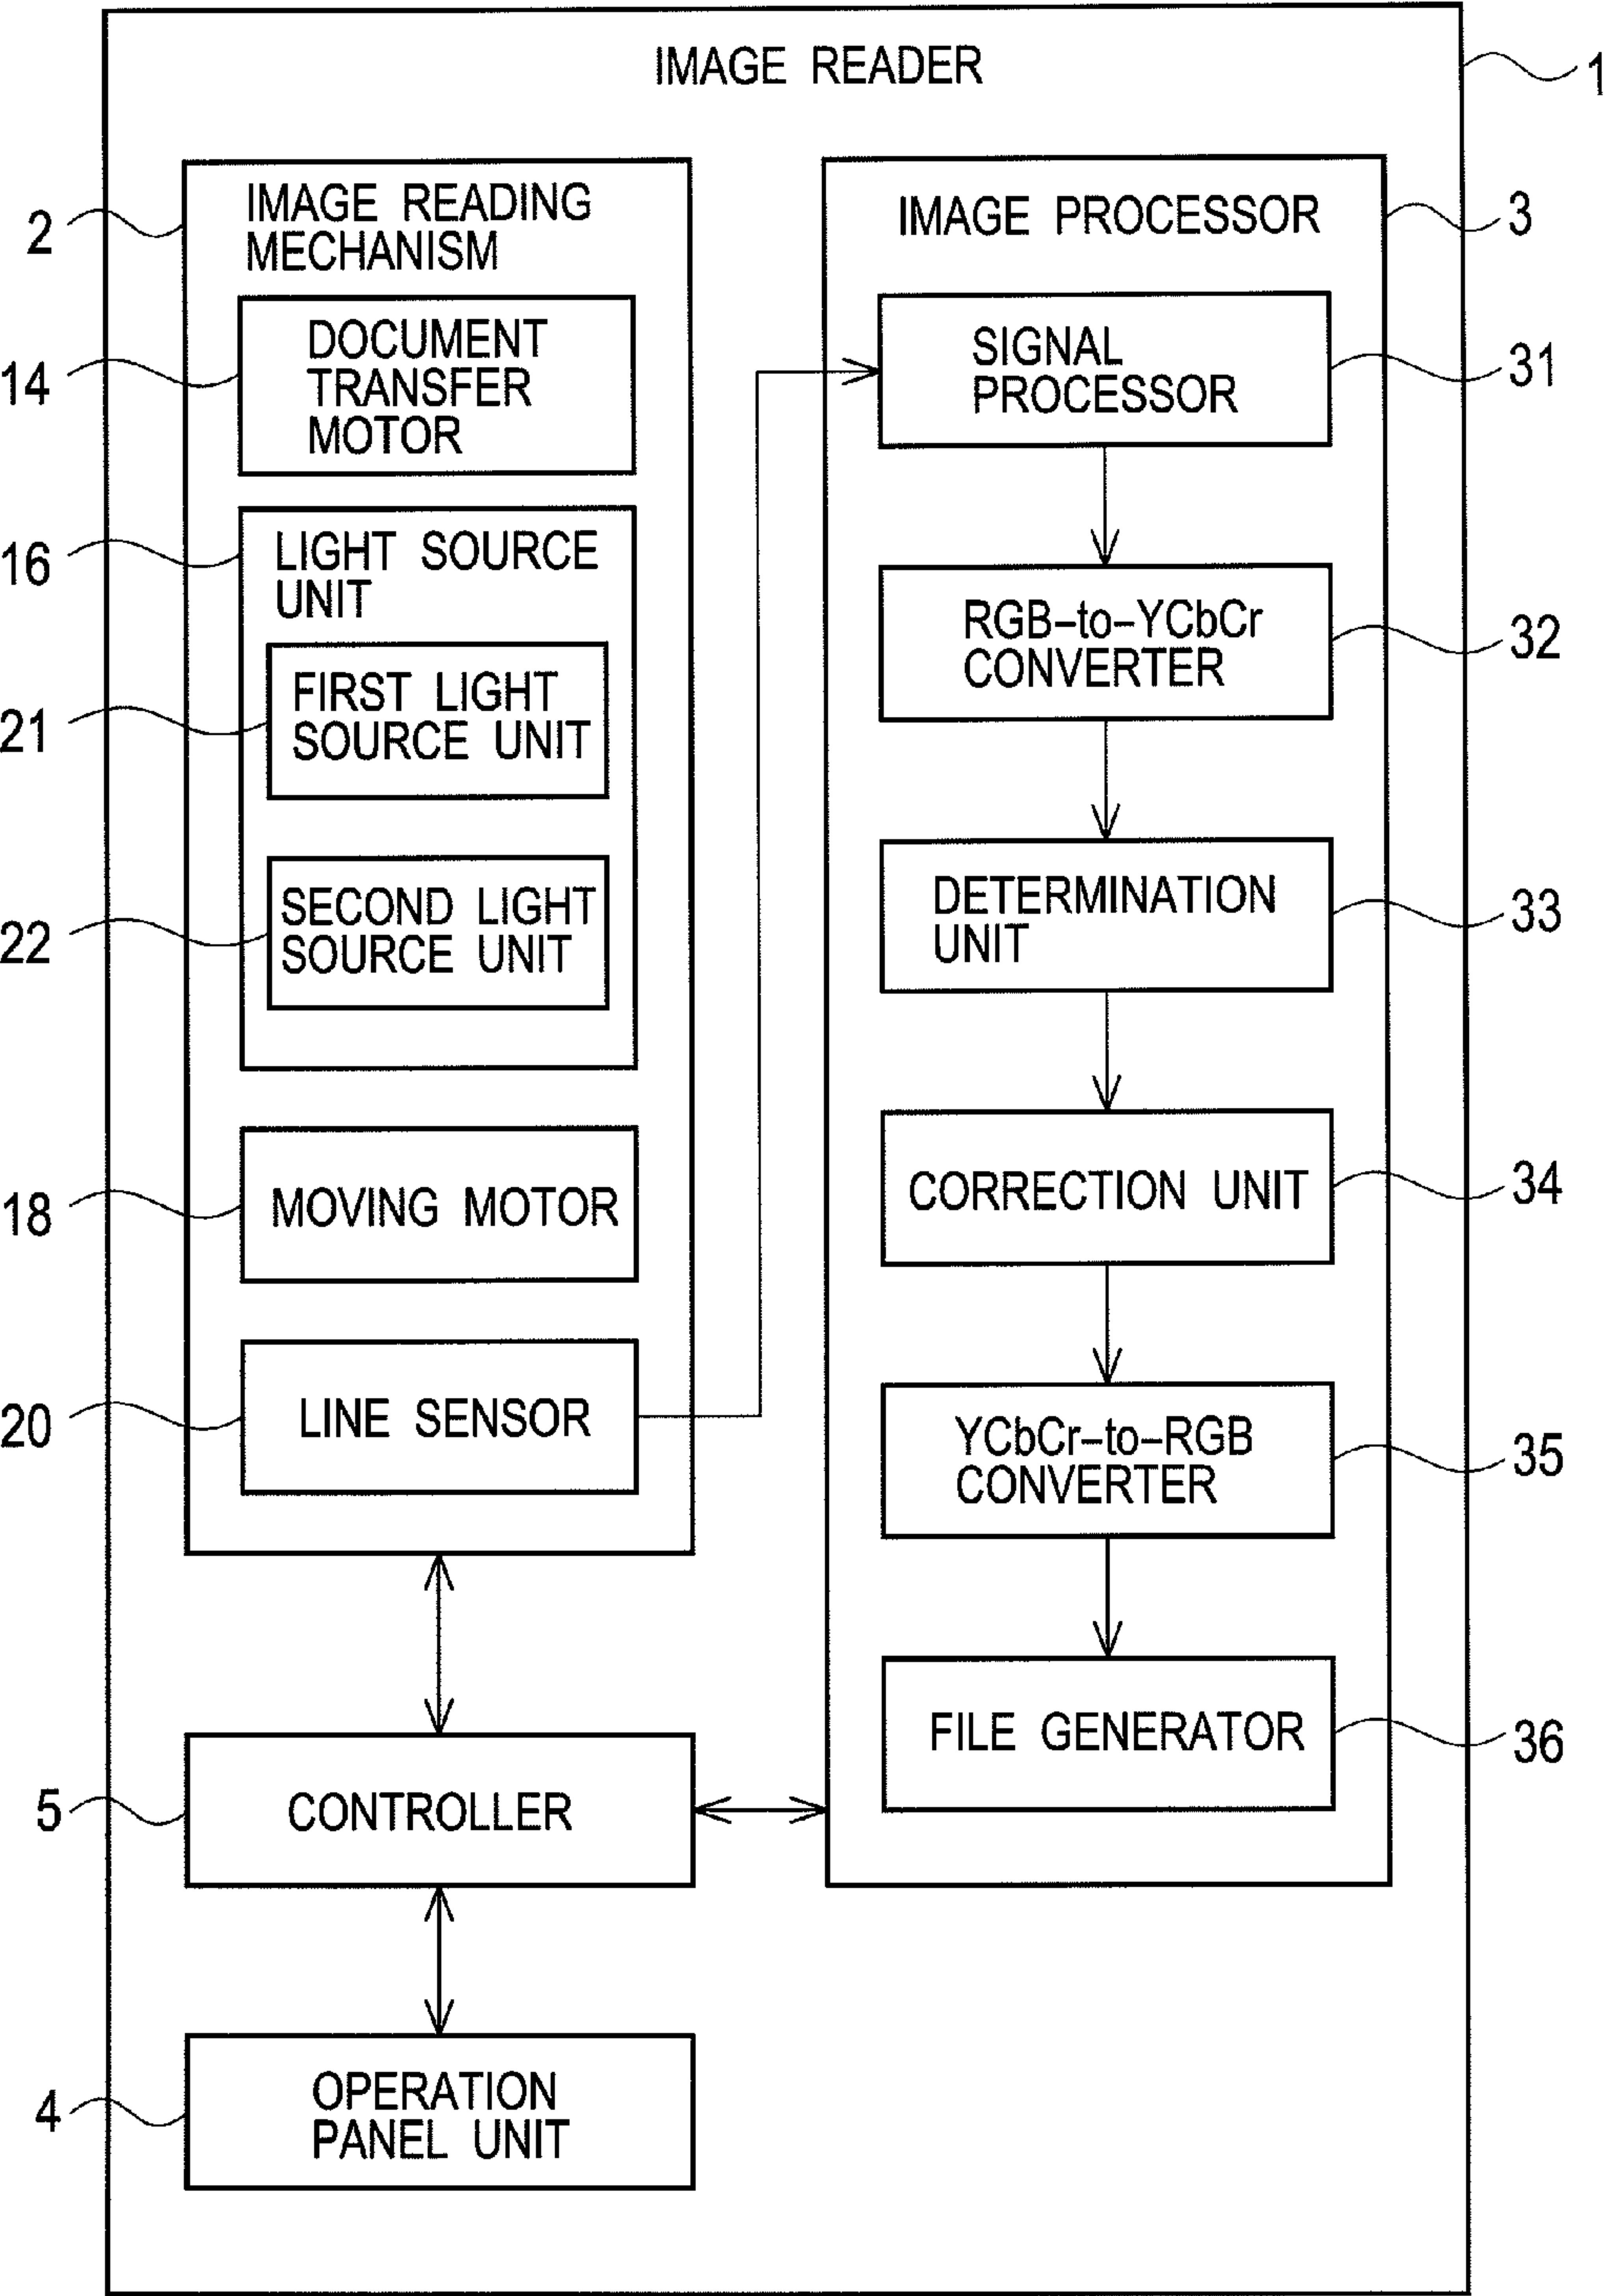 IMAGE READER
1
2
IMAGE READING
MECHANISM
14
DOCUMENT
TRANSFER
MOTOR
16
LIGHT SOURCE
UNIT
21
FIRST LIGHT
SOURCE UNIT
22
SECOND LIGHT
SOURCE UNIT
18
MOVING MOTOR
20
LINE SENSOR
5
CONTROLLER
4
OPERATION
PANEL UNIT
IMAGE PROCESSOR
3
SIGNAL
PROCESSOR
31
RGB–to–YCbCr
CONVERTER
32
DETERMINATION
UNIT
33
CORRECTION UNIT
34
YCbCr–to–RGB
CONVERTER
35
FILE GENERATOR
36